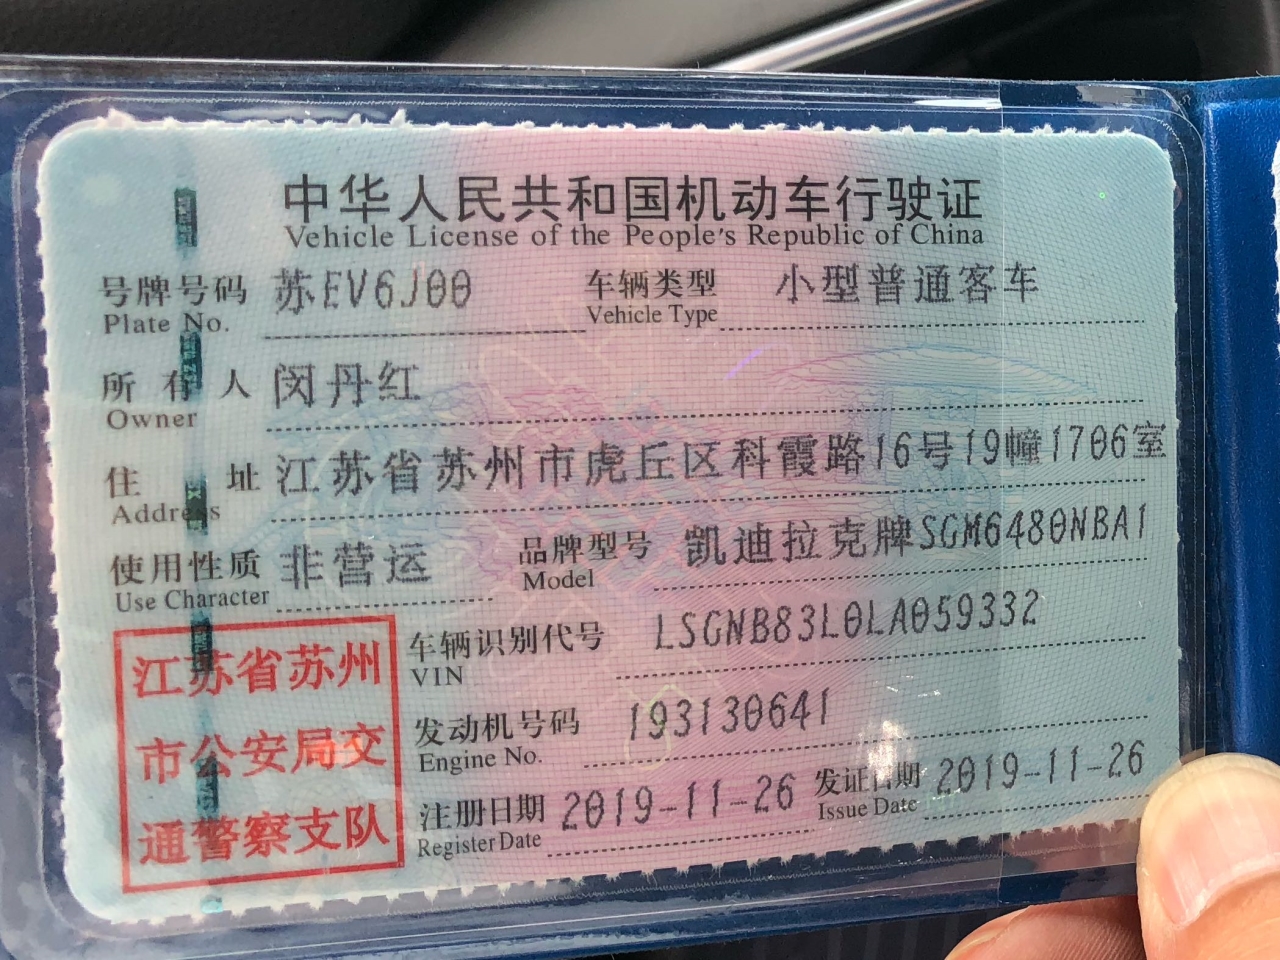 中华人民共和国机动车行驶证
Vehicle License of the People's Republic of China
号牌号码 苏EV6J00 车辆类型 小型普通客车
Plate No. Vehicle Type
所有人 闵丹红
Owner
住址 江苏省苏州市虎丘区科霞路16号19幢1706室
Address
使用性质 非营运 品牌型号 凯迪拉克牌SGM6480NBA1
Use Character Model
车辆识别代号 LSGNB83L0LA059332
VIN
发动机号码 193130641
Engine No.
注册日期 2019-11-26 发证日期 2019-11-26
Register Date Issue Date
江苏省苏州
市公安局交
通警察支队